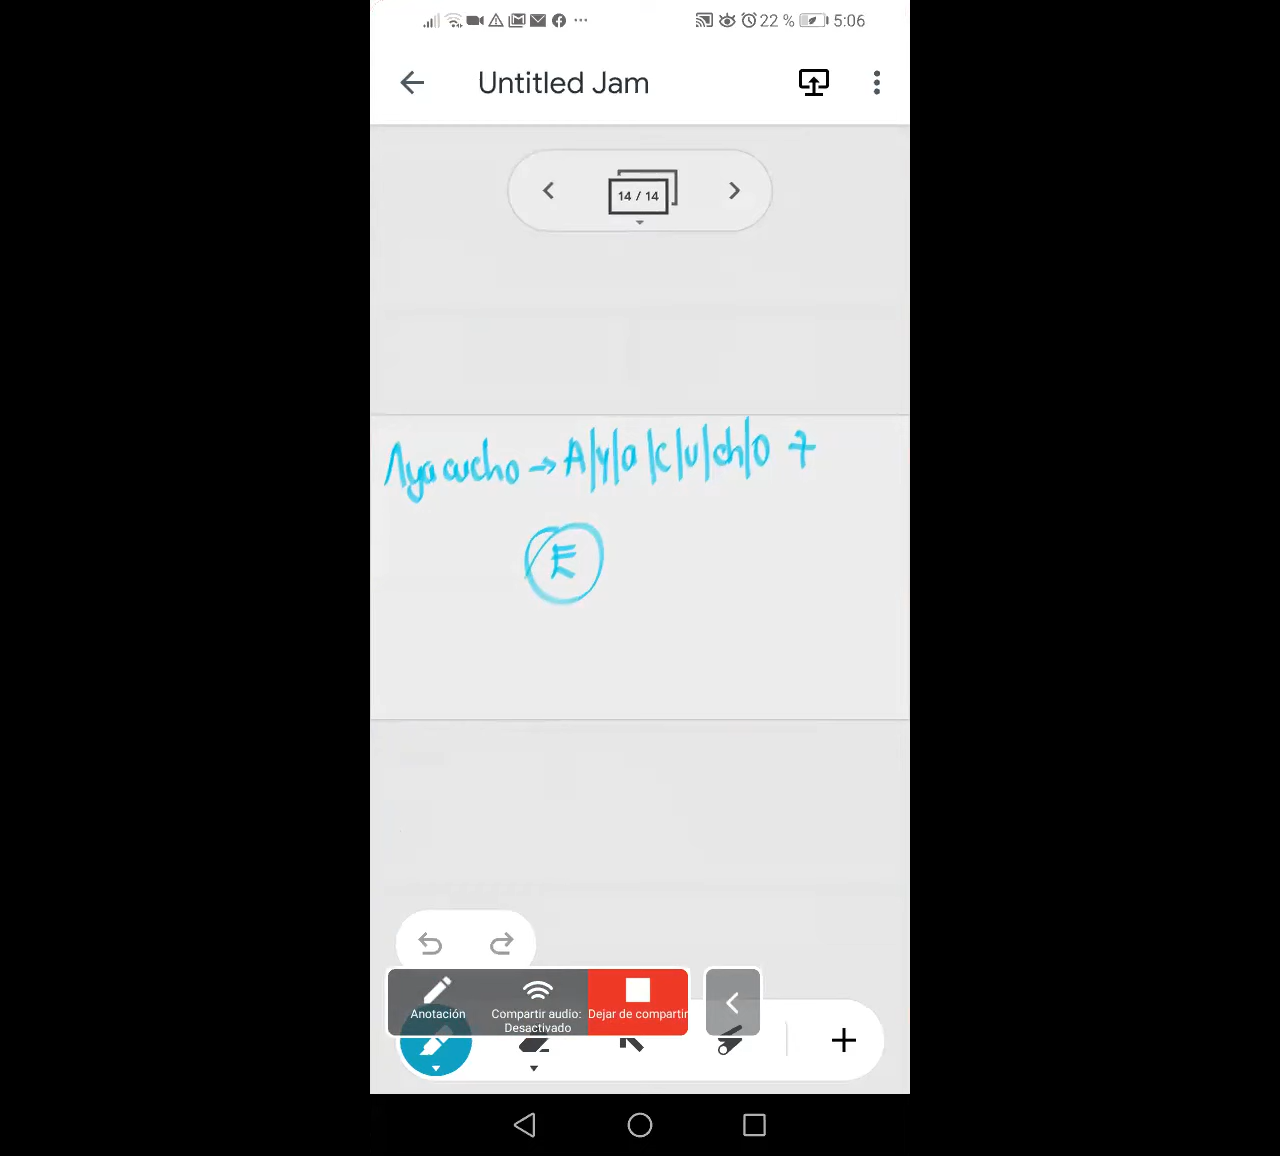 22 % 5:06
Untitled Jam
14 / 14
Ayacucho → A|y|a|c|u|ch|o 7
E
Anotación
Compartir audio:
Desactivado
Dejar de compartir